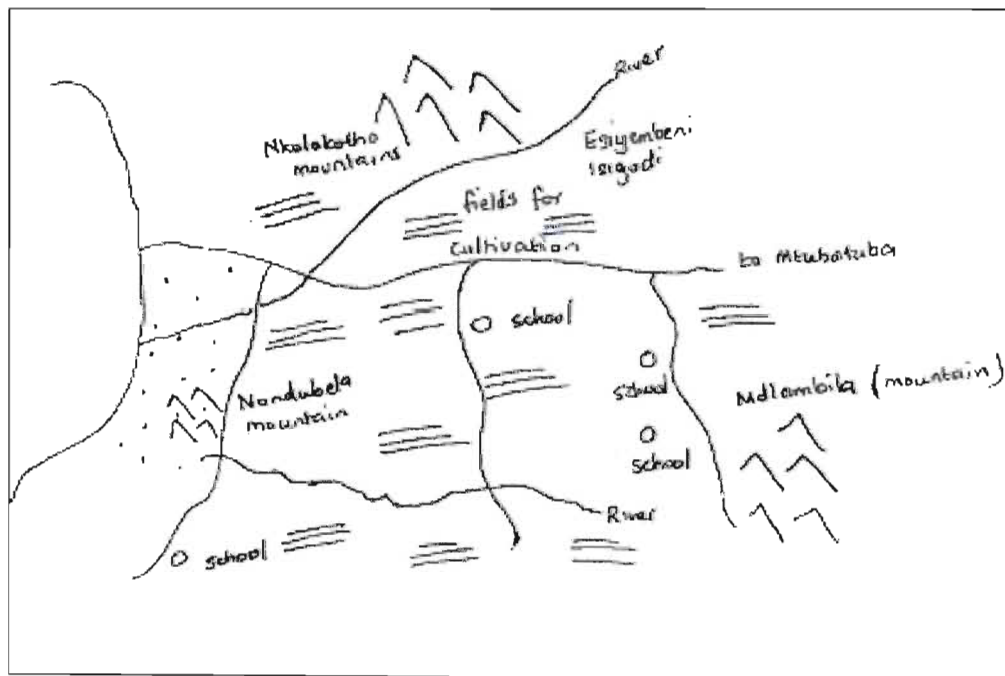 River
Nkolokotho
mountains
Esiyembeni
isigodi
fields for
cultivation
to Mtubatuba
school
school
Mdlambila (mountain)
Nondubela
mountain
school
River
school